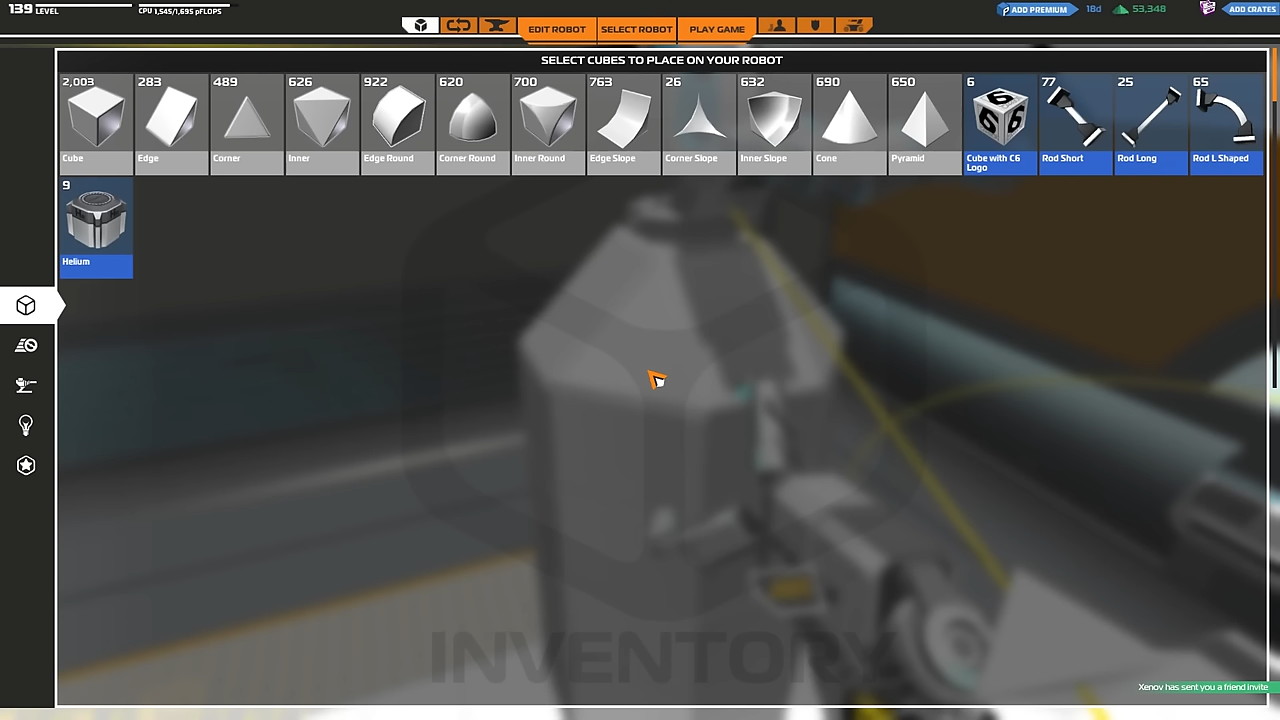 139 LEVEL
CPU 1,545/1,695 pFLOPS
ADD PREMIUM 18d 53,348 ADD CRATES
EDIT ROBOT SELECT ROBOT PLAY GAME
SELECT CUBES TO PLACE ON YOUR ROBOT
2,003 283 489 626 922 620 700 763 26 632 690 650 6 77 25 65
Cube Edge Corner Inner Edge Round Corner Round Inner Round Edge Slope Corner Slope Inner Slope Cone Pyramid Cube with C6 Logo Rod Short Rod Long Rod L Shaped
9
Helium
INVENTORY
Xenov has sent you a friend invite